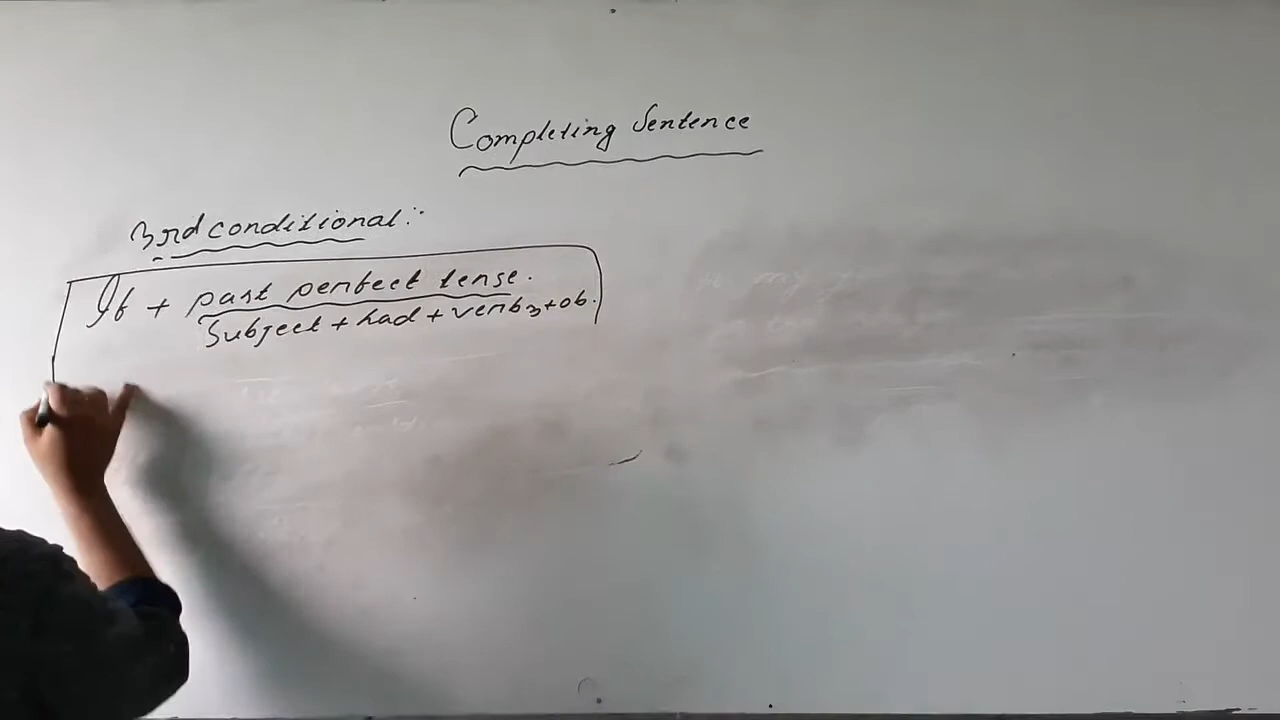 Completing Sentence
3rd conditional:
If + past perfect tense.
Subject + had + verb3 + ob.